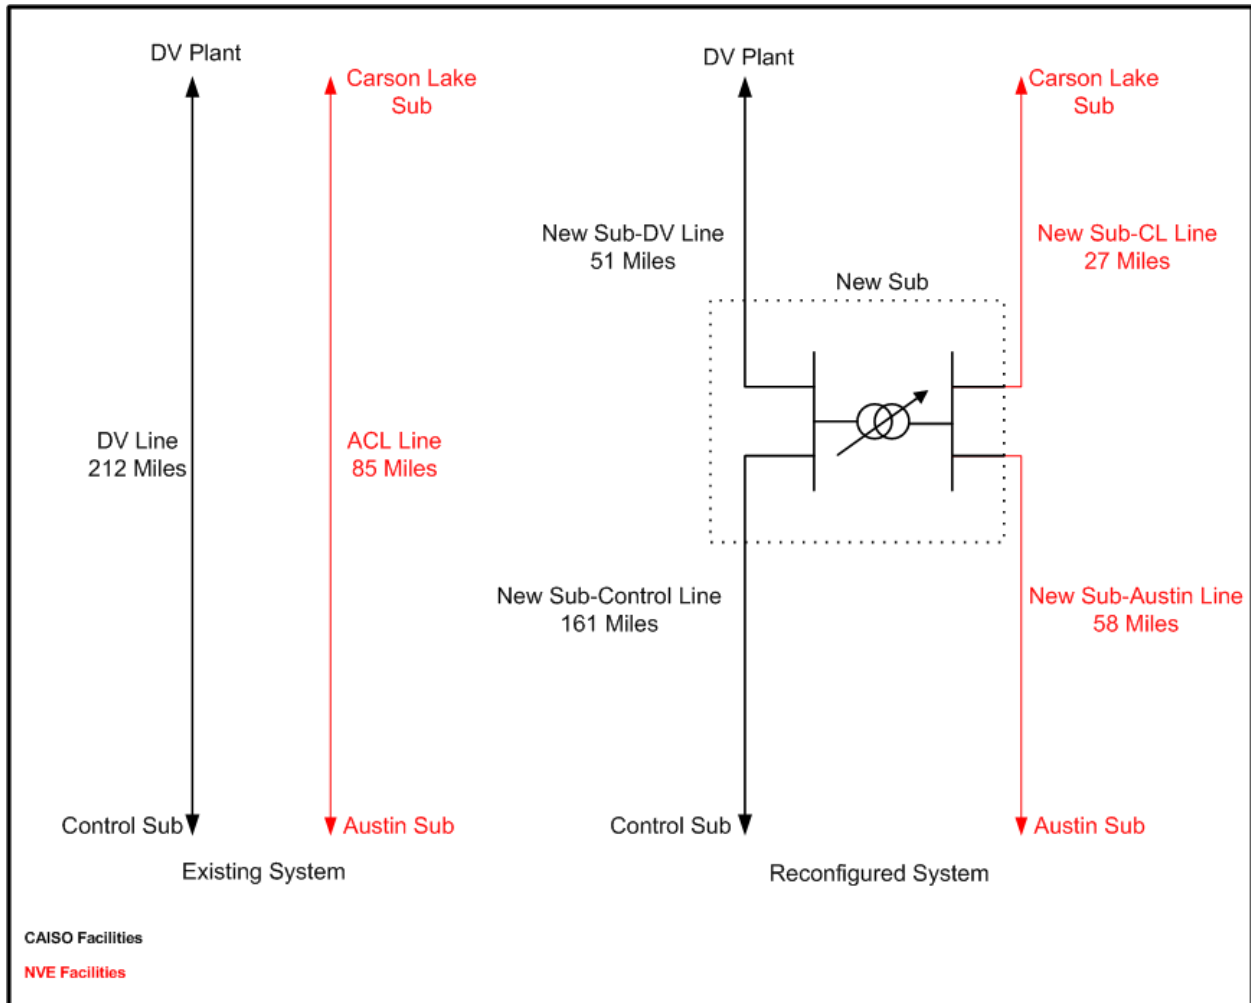 DV Plant
Carson Lake
Sub
DV Line
212 Miles
ACL Line
85 Miles
Control Sub
Austin Sub
Existing System
DV Plant
Carson Lake
Sub
New Sub-DV Line
51 Miles
New Sub-CL Line
27 Miles
New Sub
New Sub-Control Line
161 Miles
New Sub-Austin Line
58 Miles
Control Sub
Austin Sub
Reconfigured System
CAISO Facilities
NVE Facilities